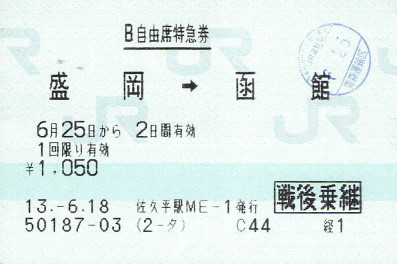 B自由席特急券
盛岡 → 函館
6月25日から 2日間有効
1回限り有効
¥1,050
戦後乗継
13.-6.18 佐久平駅ME-1発行
50187-03 (2-タ) C44 経1